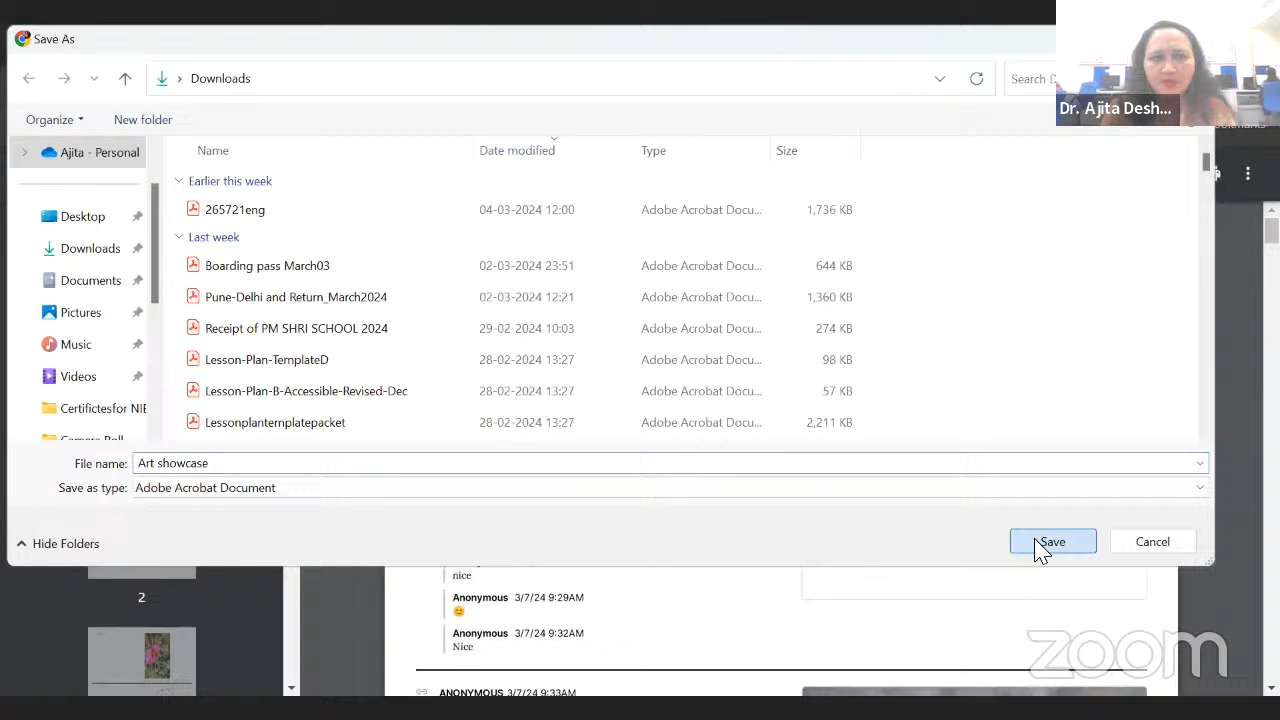 Save As
Downloads
Search D
Dr. Ajita Desh...
Organize
New folder
Ajita - Personal
Name
Date modified
Type
Size
Earlier this week
265721eng 04-03-2024 12:00 Adobe Acrobat Docu... 1,736 KB
Desktop
Last week
Downloads
Boarding pass March03 02-03-2024 23:51 Adobe Acrobat Docu... 644 KB
Documents
Pune-Delhi and Return_March2024 02-03-2024 12:21 Adobe Acrobat Docu... 1,360 KB
Pictures
Receipt of PM SHRI SCHOOL 2024 29-02-2024 10:03 Adobe Acrobat Docu... 274 KB
Music
Lesson-Plan-TemplateD 28-02-2024 13:27 Adobe Acrobat Docu... 98 KB
Videos
Lesson-Plan-B-Accessible-Revised-Dec 28-02-2024 13:27 Adobe Acrobat Docu... 57 KB
Certifictesfor NIE
Lessonplantemplatepacket 28-02-2024 13:27 Adobe Acrobat Docu... 2,211 KB
Camera Roll
File name: Art showcase
Save as type: Adobe Acrobat Document
Hide Folders
Save
Cancel
2
nice
Anonymous 3/7/24 9:29AM
😊
Anonymous 3/7/24 9:32AM
Nice
ANONYMOUS 3/7/24 9:33AM
zoom